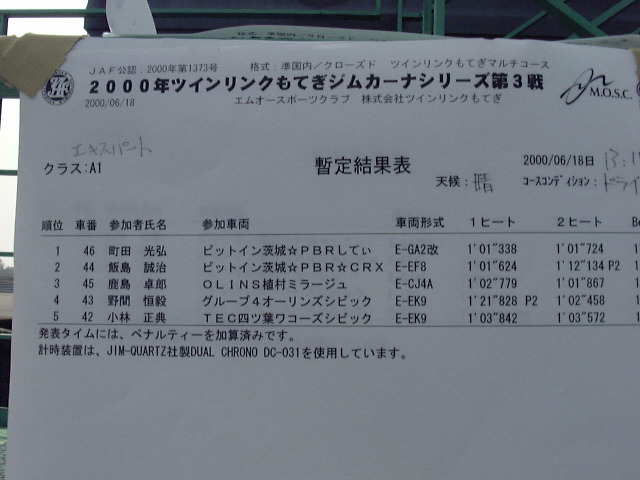 JAF公認．2000年第1373号 格式：準国内／クローズド ツインリンクもてぎマルチコース
2000年ツインリンクもてぎジムカーナシリーズ第3戦
2000/06/18 エムオースポーツクラブ 株式会社ツインリンクもてぎ
M.O.S.C.
エキスパート
クラス:A1 暫定結果表 2000/06/18日
天候：晴 コースコンディション：ドライ
順位 車番 参加者氏名 参加車両 車両形式 1ヒート 2ヒート
1 46 町田 光弘 ピットイン茨城☆PBRしてぃ E-GA2改 1'01"338 1'01"724
2 44 飯島 誠治 ピットイン茨城☆PBR☆CRX E-EF8 1'01"624 1'12"134 P2
3 45 鹿島 卓郎 OLINS植村ミラージュ E-CJ4A 1'02"779 1'01"867
4 43 野間 恒毅 グループ4オーリンズシビック E-EK9 1'21"828 P2 1'02"458
5 42 小林 正典 TEC四ツ葉ワコーズシビック E-EK9 1'03"842 1'03"572
発表タイムには、ペナルティーを加算済みです。
計時装置は、JIM-QUARTZ社製DUAL CHRONO DC-031を使用しています。